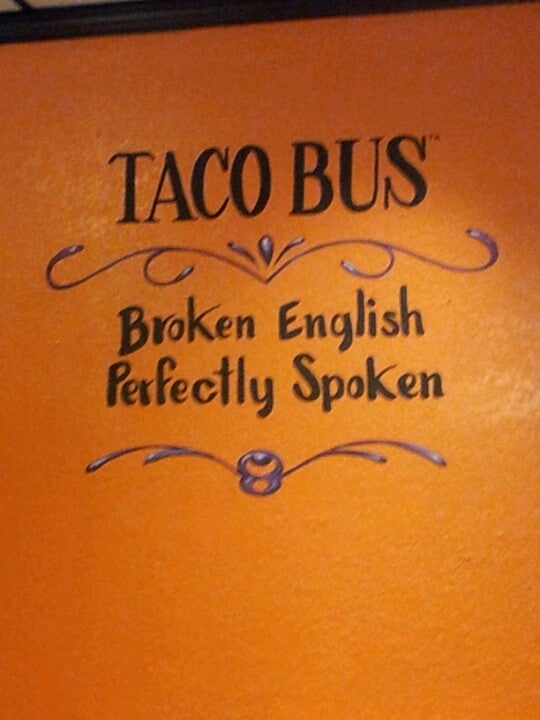 TACO BUS™
Broken English
Perfectly Spoken